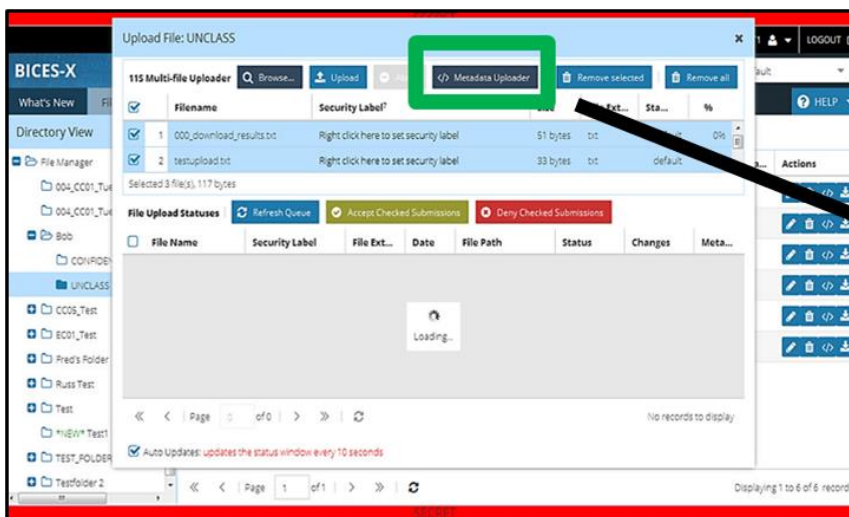 Upload File: UNCLASS
LOGOUT
BICES-X
115 Multi-file Uploader Browse... Upload Metadata Uploader Remove selected Remove all
What's New HELP
Filename Security Label? Sta... %
Directory View
1 000_download_results.txt Right click here to set security label 51 bytes txt default 0%
File Manager
2 testupload.txt Right click here to set security label 33 bytes txt default
Actions
004_CC01_Tue
Selected 3 file(s), 117 bytes
004_CC01_Tue
File Upload Statuses Refresh Queue Accept Checked Submissions Deny Checked Submissions
Bob
File Name Security Label File Ext... Date File Path Status Changes Meta...
CONFIDEN
UNCLASS
CC05_Test
Loading...
EC01_Test
Fred's Folder
Russ Test
Test
Page of 0 No records to display
*NEW* Test1
Auto Updates: updates the status window every 10 seconds
TEST_FOLDER
Testfolder 2
Page 1 of 1 Displaying 1 to 6 of 6 record
SECRET